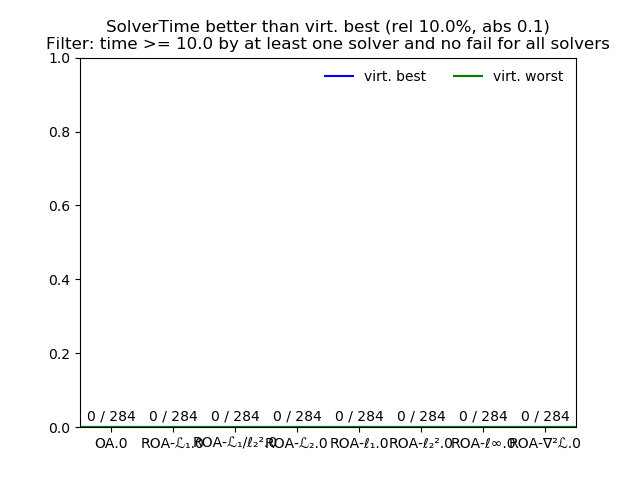 SolverTime better than virt. best (rel 10.0%, abs 0.1)
Filter: time >= 10.0 by at least one solver and no fail for all solvers
virt. best virt. worst
1.0
0.8
0.6
0.4
0.2
0.0
0 / 284 0 / 284 0 / 284 0 / 284 0 / 284 0 / 284 0 / 284 0 / 284
OA.0 ROA-ℒ₁.0 ROA-ℒ₁/ℓ₂².0 ROA-ℒ₂.0 ROA-ℓ₁.0 ROA-ℓ₂².0 ROA-ℓ∞.0 ROA-∇²ℒ.0